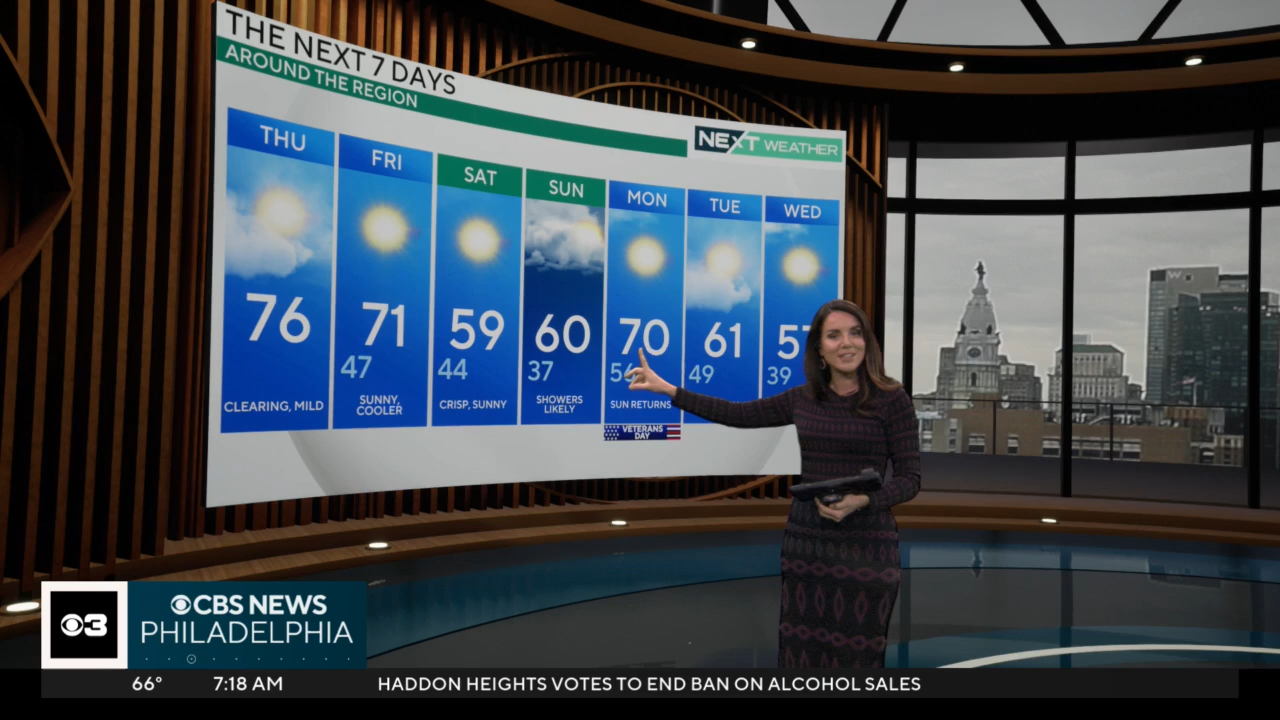 THE NEXT 7 DAYS
AROUND THE REGION
NEXT WEATHER
THU
76
CLEARING, MILD
FRI
71
47
SUNNY,
COOLER
SAT
59
44
CRISP, SUNNY
SUN
60
37
SHOWERS
LIKELY
MON
70
SUN RETURNS
VETERANS
DAY
TUE
61
49
WED
39
W
3
CBS NEWS
PHILADELPHIA
66° 7:18 AM HADDON HEIGHTS VOTES TO END BAN ON ALCOHOL SALES